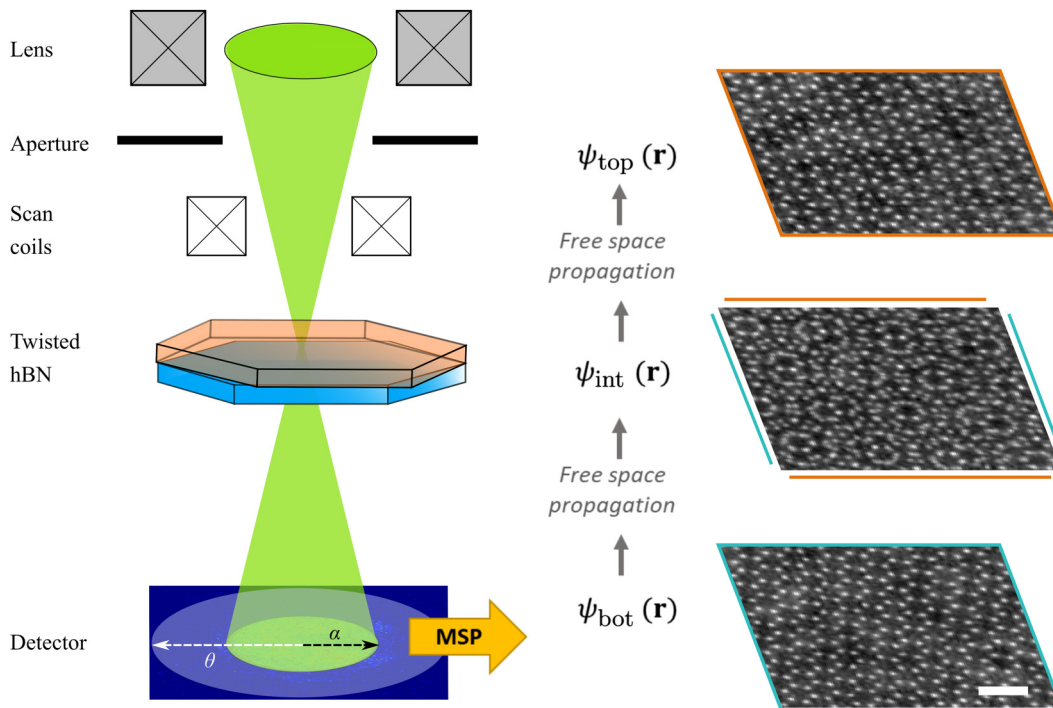 Lens
Aperture
Scan
coils
Twisted
hBN
Detector
θ
α
MSP
ψtop (r)
Free space
propagation
ψint (r)
Free space
propagation
ψbot (r)